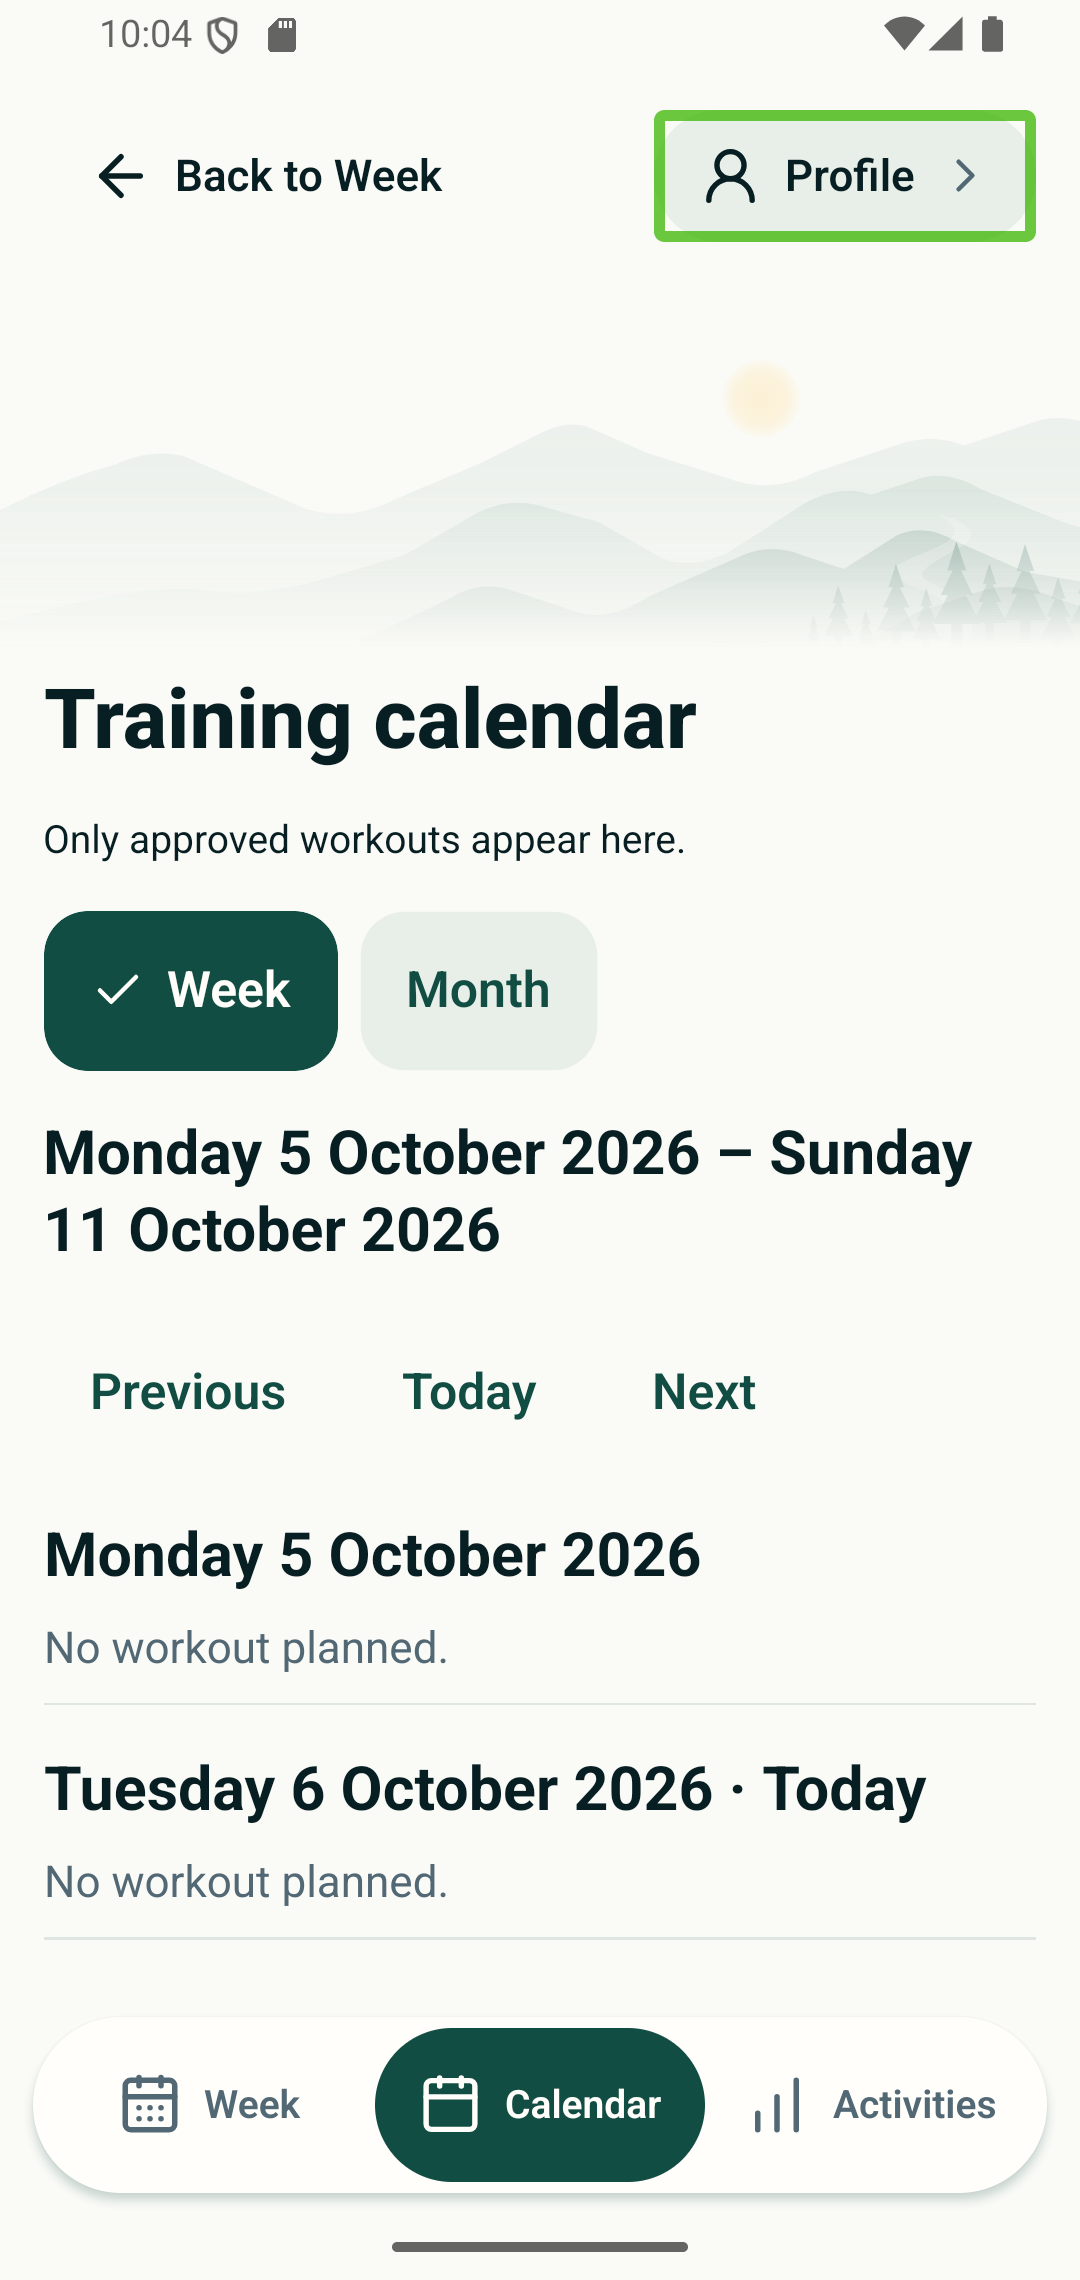 10:04
Back to Week
Profile
Training calendar
Only approved workouts appear here.
Week
Month
Monday 5 October 2026 – Sunday
11 October 2026
Previous
Today
Next
Monday 5 October 2026
No workout planned.
Tuesday 6 October 2026 · Today
No workout planned.
Week
Calendar
Activities